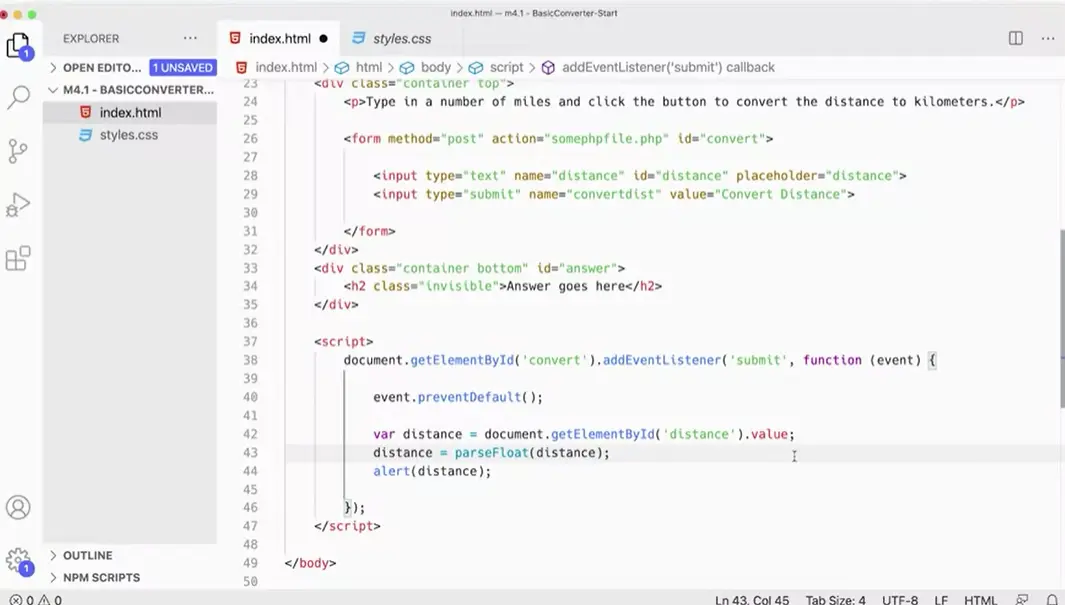 index.html — m4.1 - BasicConverter-Start
EXPLORER
index.html
styles.css
OPEN EDITO... 1 UNSAVED
index.html > html > body > script > addEventListener('submit') callback
M4.1 - BASICCONVERTER...
index.html
styles.css
1
23 <div class="container top">
24 <p>Type in a number of miles and click the button to convert the distance to kilometers.</p>
25
26 <form method="post" action="somephpfile.php" id="convert">
27
28 <input type="text" name="distance" id="distance" placeholder="distance">
29 <input type="submit" name="convertdist" value="Convert Distance">
30
31 </form>
32 </div>
33 <div class="container bottom" id="answer">
34 <h2 class="invisible">Answer goes here</h2>
35 </div>
36
37 <script>
38 document.getElementById('convert').addEventListener('submit', function (event) {
39
40 event.preventDefault();
41
42 var distance = document.getElementById('distance').value;
43 distance = parseFloat(distance);
44 alert(distance);
45
46 });
47 </script>
48
49 </body>
50
OUTLINE
NPM SCRIPTS
1
0 0
Ln 43, Col 45 Tab Size: 4 UTF-8 LF HTML